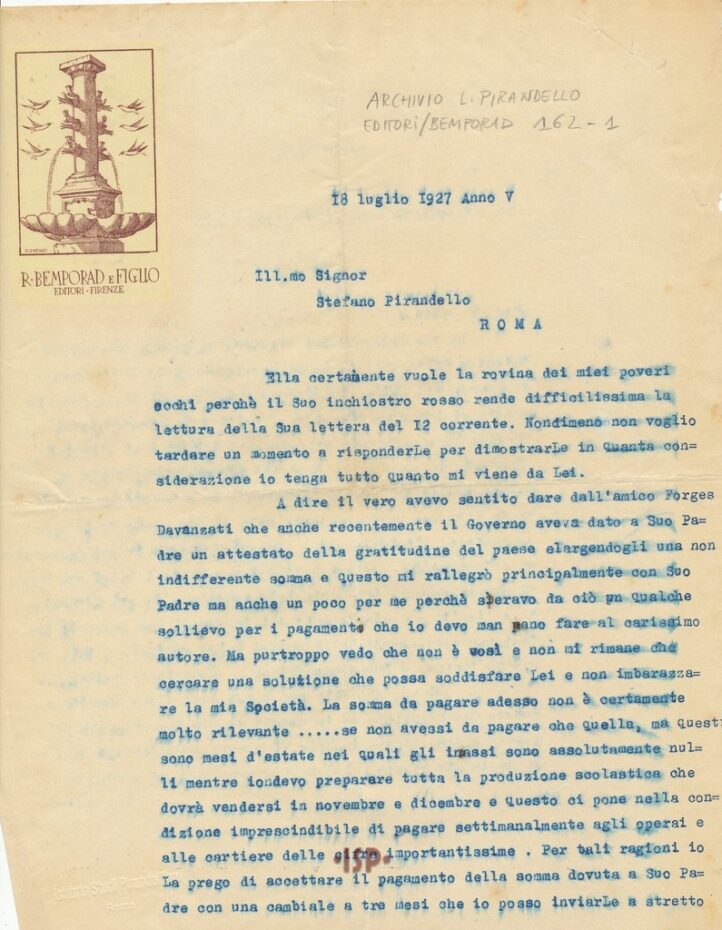 ARCHIVIO L. PIRANDELLO
EDITORI/BEMPORAD 162-1
R. BEMPORAD E FIGLIO
EDITORI - FIRENZE
18 luglio 1927 Anno V
Ill.mo Signor
Stefano Pirandello
ROMA
Ella certamente vuole la rovina dei miei poveri
occhi perchè il Suo inchiostro rosso rende difficilissima la
lettura della Sua lettera del I2 corrente. Nondimeno non voglio
tardare un momento a risponderLe per dimostrarLe in Quanta con=
siderazione io tenga tutto Quanto mi viene da Lei.
A dire il vero avevo sentito dare dall'amico Forges
Davanzati che anche recentemente il Governo aveva dato a Suo Pa=
dre un attestato della gratitudine del paese elargendogli una non
indifferente somma e Questo mi rallegrò principalmente con Suo
Padre ma anche un poco per me perchè speravo da ciò un Qualche
sollievo per i pagamento che io devo man mano fare al carissimo
autore. Ma purtroppo vedo che non è wosì e non mi rimane che
cercare una soluzione che possa soddisfare Lei e non imbarazza=
re la mia Società. La somma da pagare adesso non è certamente
molto rilevante .....se non avessi da pagare che Quella, ma Questi
sono mesi d'estate nei Quali gli inassi sono assolutamente nul=
li mentre iondevo preparare tutta la produzione scolastica che
dovrà vendersi in novembre e dicembre e Questo ci pone nella con=
dizione imprescindibile di pagare settimanalmente agli operai e
alle cartiere delle cifre importantissime . Per tali ragioni io
La prego di accettare il pagamento della somma dovuta a Suo Pa=
dre con una cambiale a tre mesi che io posso inviarLe a stretto
·ISP·
Roma